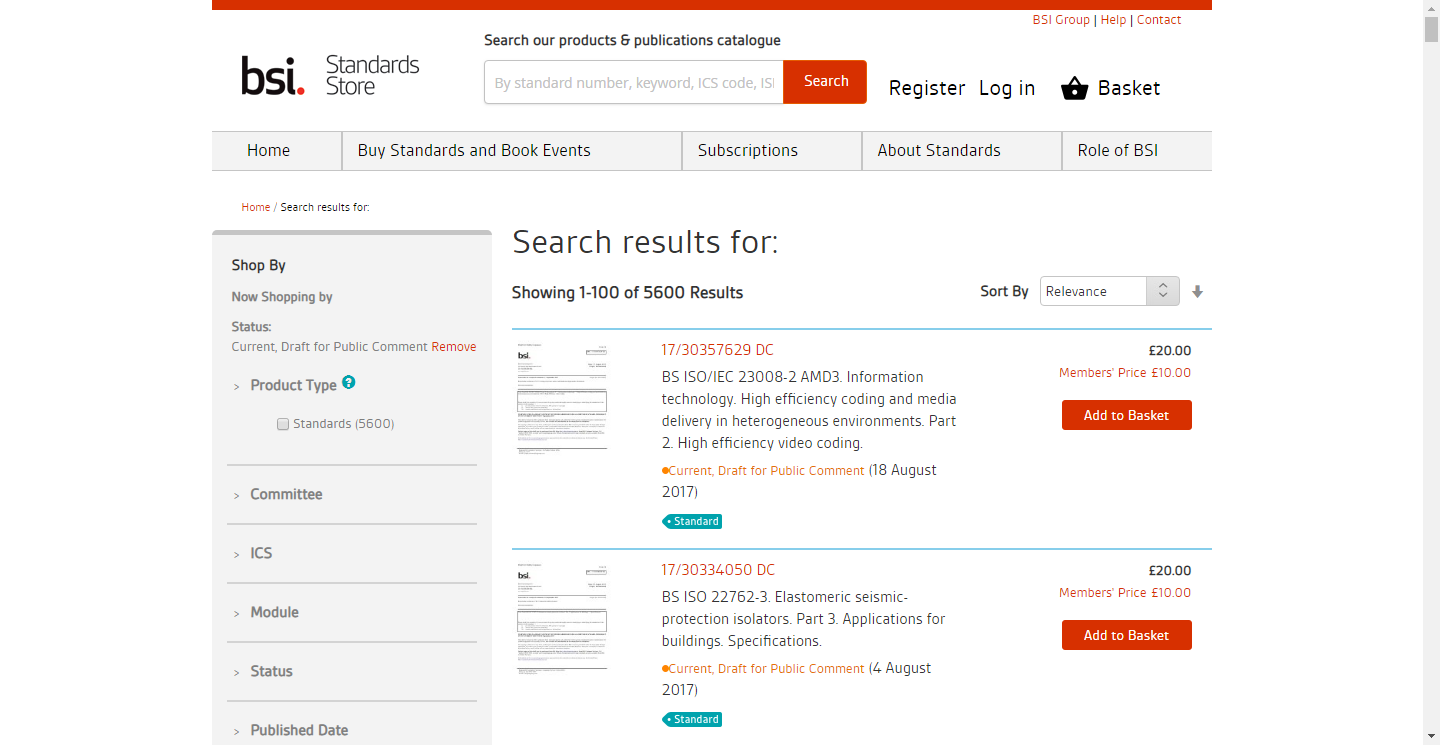 BSI Group | Help | Contact
Search our products & publications catalogue
bsi. Standards Store
By standard number, keyword, ICS code, ISI
Search
Register Log in Basket
Home Buy Standards and Book Events Subscriptions About Standards Role of BSI
Home / Search results for:
Shop By
Now Shopping by
Status:
Current, Draft for Public Comment Remove
> Product Type ?
Standards (5600)
> Committee
> ICS
> Module
> Status
> Published Date
Search results for:
Showing 1-100 of 5600 Results
Sort By Relevance
bsi.
17/30357629 DC
BS ISO/IEC 23008-2 AMD3. Information
technology. High efficiency coding and media
delivery in heterogeneous environments. Part
2. High efficiency video coding.
Current, Draft for Public Comment (18 August
2017)
Standard
£20.00
Members' Price £10.00
Add to Basket
bsi.
17/30334050 DC
BS ISO 22762-3. Elastomeric seismic-
protection isolators. Part 3. Applications for
buildings. Specifications.
Current, Draft for Public Comment (4 August
2017)
Standard
£20.00
Members' Price £10.00
Add to Basket